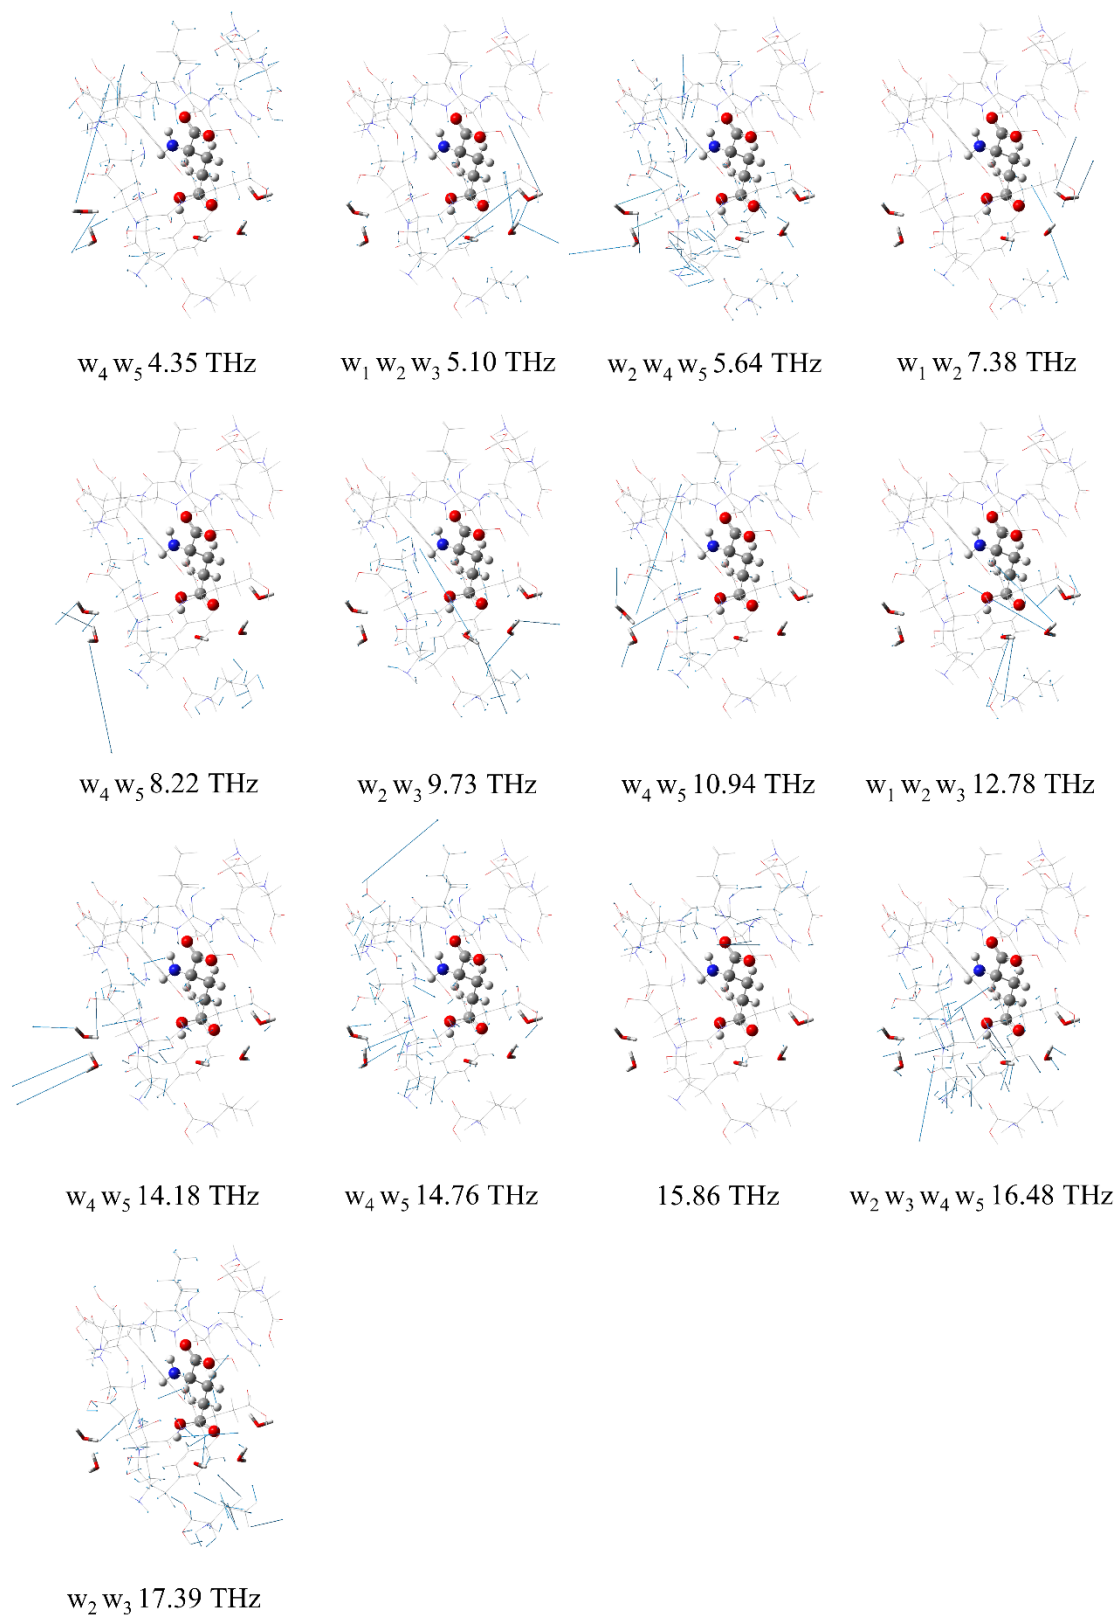 w₄ w₅ 4.35 THz
w₁ w₂ w₃ 5.10 THz
w₂ w₄ w₅ 5.64 THz
w₁ w₂ 7.38 THz
w₄ w₅ 8.22 THz
w₂ w₃ 9.73 THz
w₄ w₅ 10.94 THz
w₁ w₂ w₃ 12.78 THz
w₄ w₅ 14.18 THz
w₄ w₅ 14.76 THz
15.86 THz
w₂ w₃ w₄ w₅ 16.48 THz
w₂ w₃ 17.39 THz